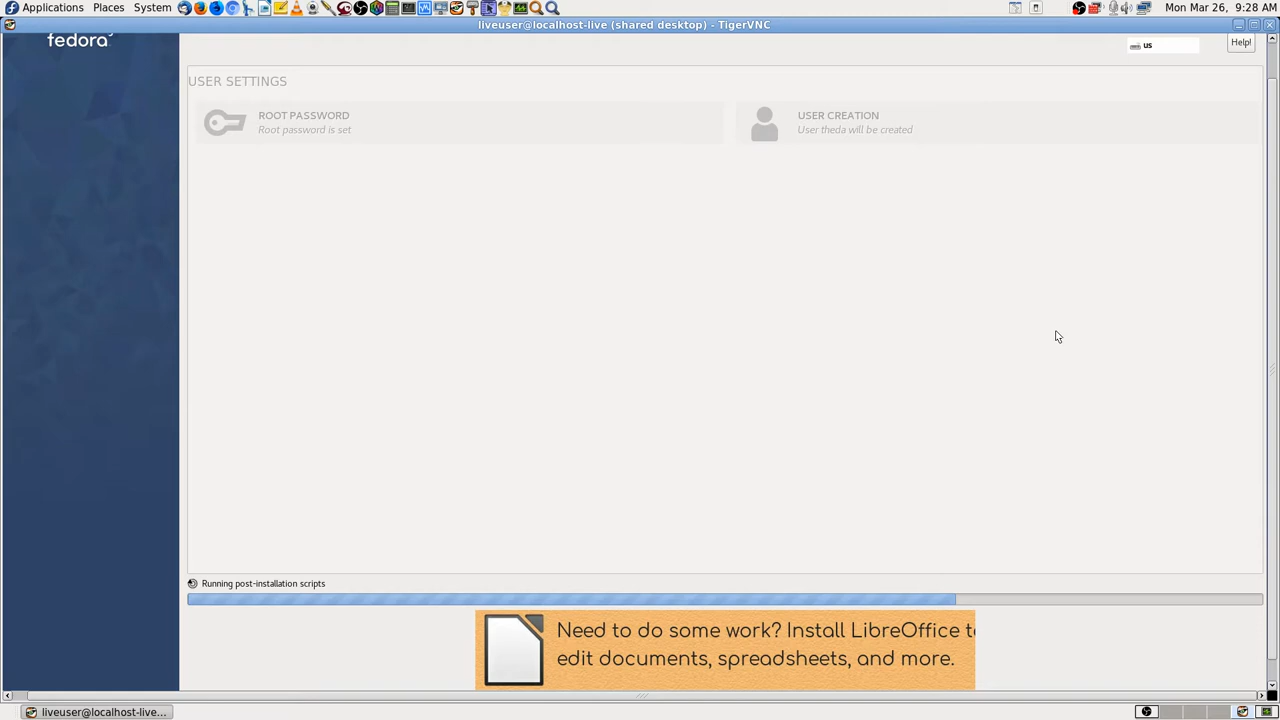 Applications Places System
Mon Mar 26, 9:28 AM
liveuser@localhost-live (shared desktop) - TigerVNC
fedora
us
Help!
USER SETTINGS
ROOT PASSWORD
Root password is set
USER CREATION
User theda will be created
Running post-installation scripts
Need to do some work? Install LibreOffice to
edit documents, spreadsheets, and more.
liveuser@localhost-live...